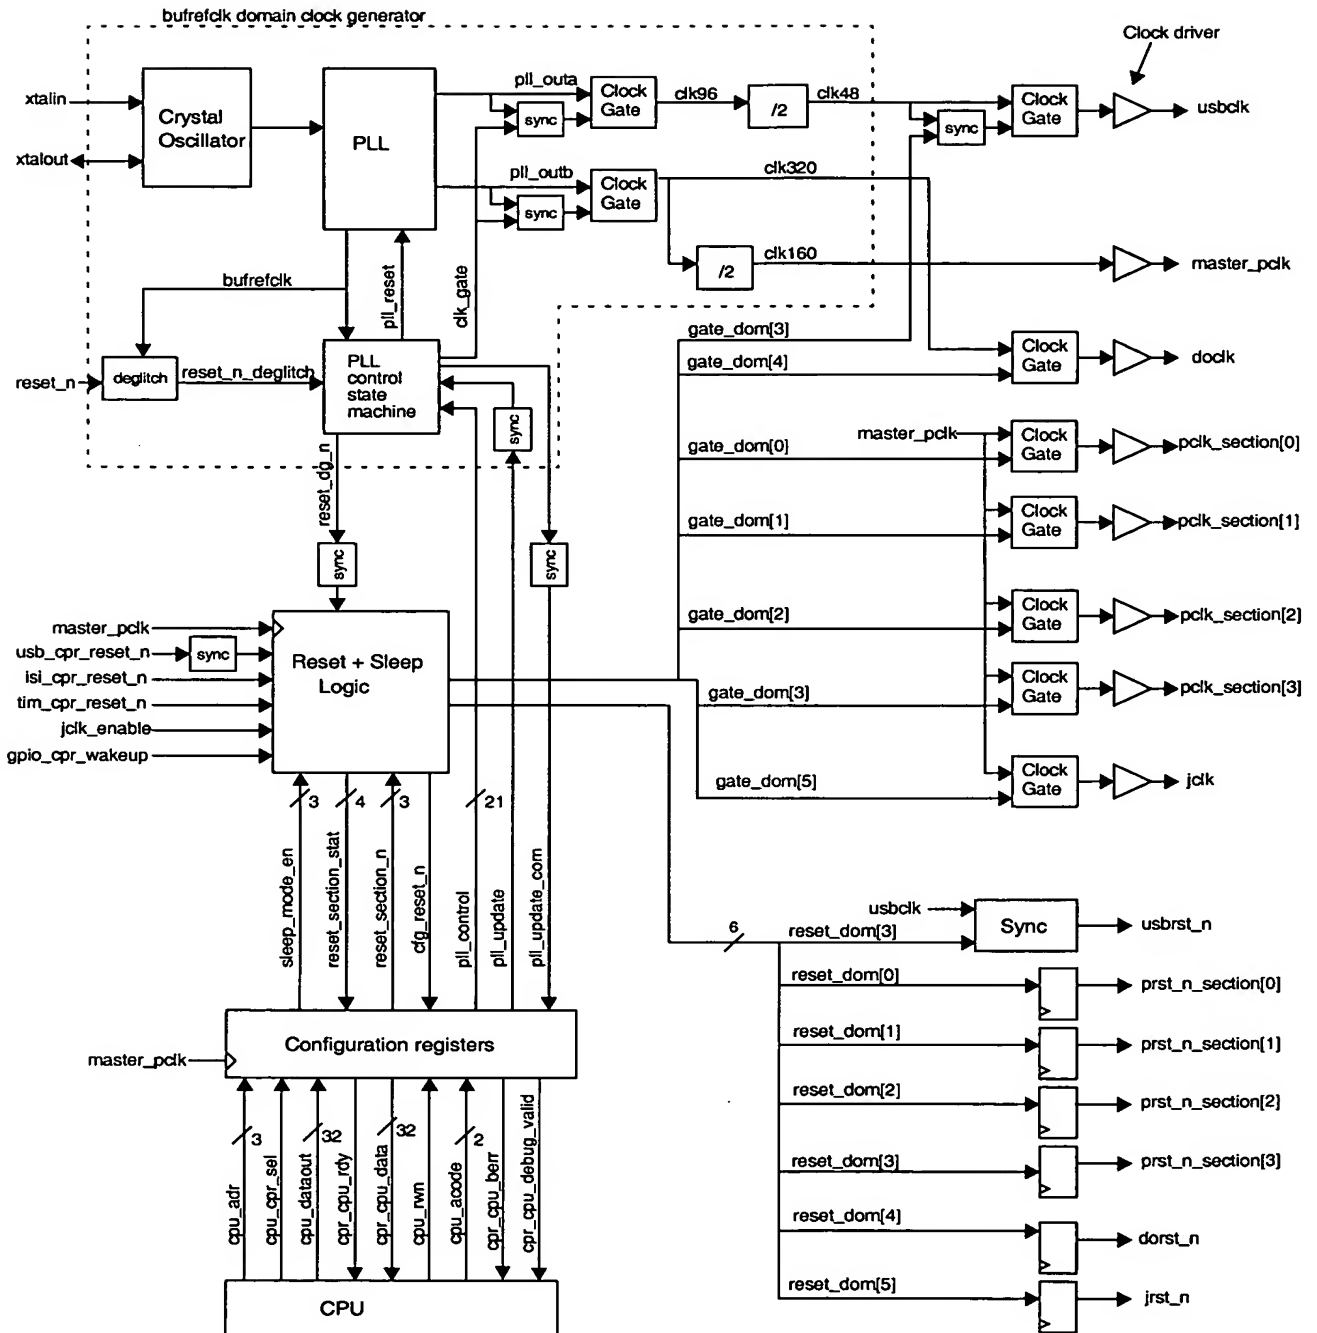 bufrefclk domain clock generator
Clock driver
xtalin
xtalout
Crystal
Oscillator
PLL
pll_outa
sync
Clock
Gate
clk96
/2
clk48
sync
Clock
Gate
usbclk
pll_outb
sync
Clock
Gate
clk320
/2
clk160
master_pclk
bufrefclk
pll_reset
clk_gate
reset_n
deglitch
reset_n_deglitch
PLL
control
state
machine
sync
gate_dom[3]
gate_dom[4]
Clock
Gate
doclk
master_pclk
gate_dom[0]
Clock
Gate
pclk_section[0]
reset_dg_n
gate_dom[1]
Clock
Gate
pclk_section[1]
sync
sync
gate_dom[2]
Clock
Gate
pclk_section[2]
master_pclk
usb_cpr_reset_n
sync
isi_cpr_reset_n
tim_cpr_reset_n
jclk_enable
gpio_cpr_wakeup
Reset + Sleep
Logic
gate_dom[3]
Clock
Gate
pclk_section[3]
gate_dom[5]
Clock
Gate
jclk
3
4
3
21
sleep_mode_en
reset_section_stat
reset_section_n
cfg_reset_n
pll_control
pll_update
pll_update_com
usbclk
6
reset_dom[3]
Sync
usbrst_n
reset_dom[0]
prst_n_section[0]
Configuration registers
master_pclk
reset_dom[1]
prst_n_section[1]
reset_dom[2]
prst_n_section[2]
3
32
32
2
cpu_adr
cpu_cpr_sel
cpu_dataout
cpr_cpu_rdy
cpr_cpu_data
cpu_rwn
cpu_acode
cpr_cpu_berr
cpr_cpu_debug_valid
reset_dom[3]
prst_n_section[3]
reset_dom[4]
dorst_n
reset_dom[5]
jrst_n
CPU